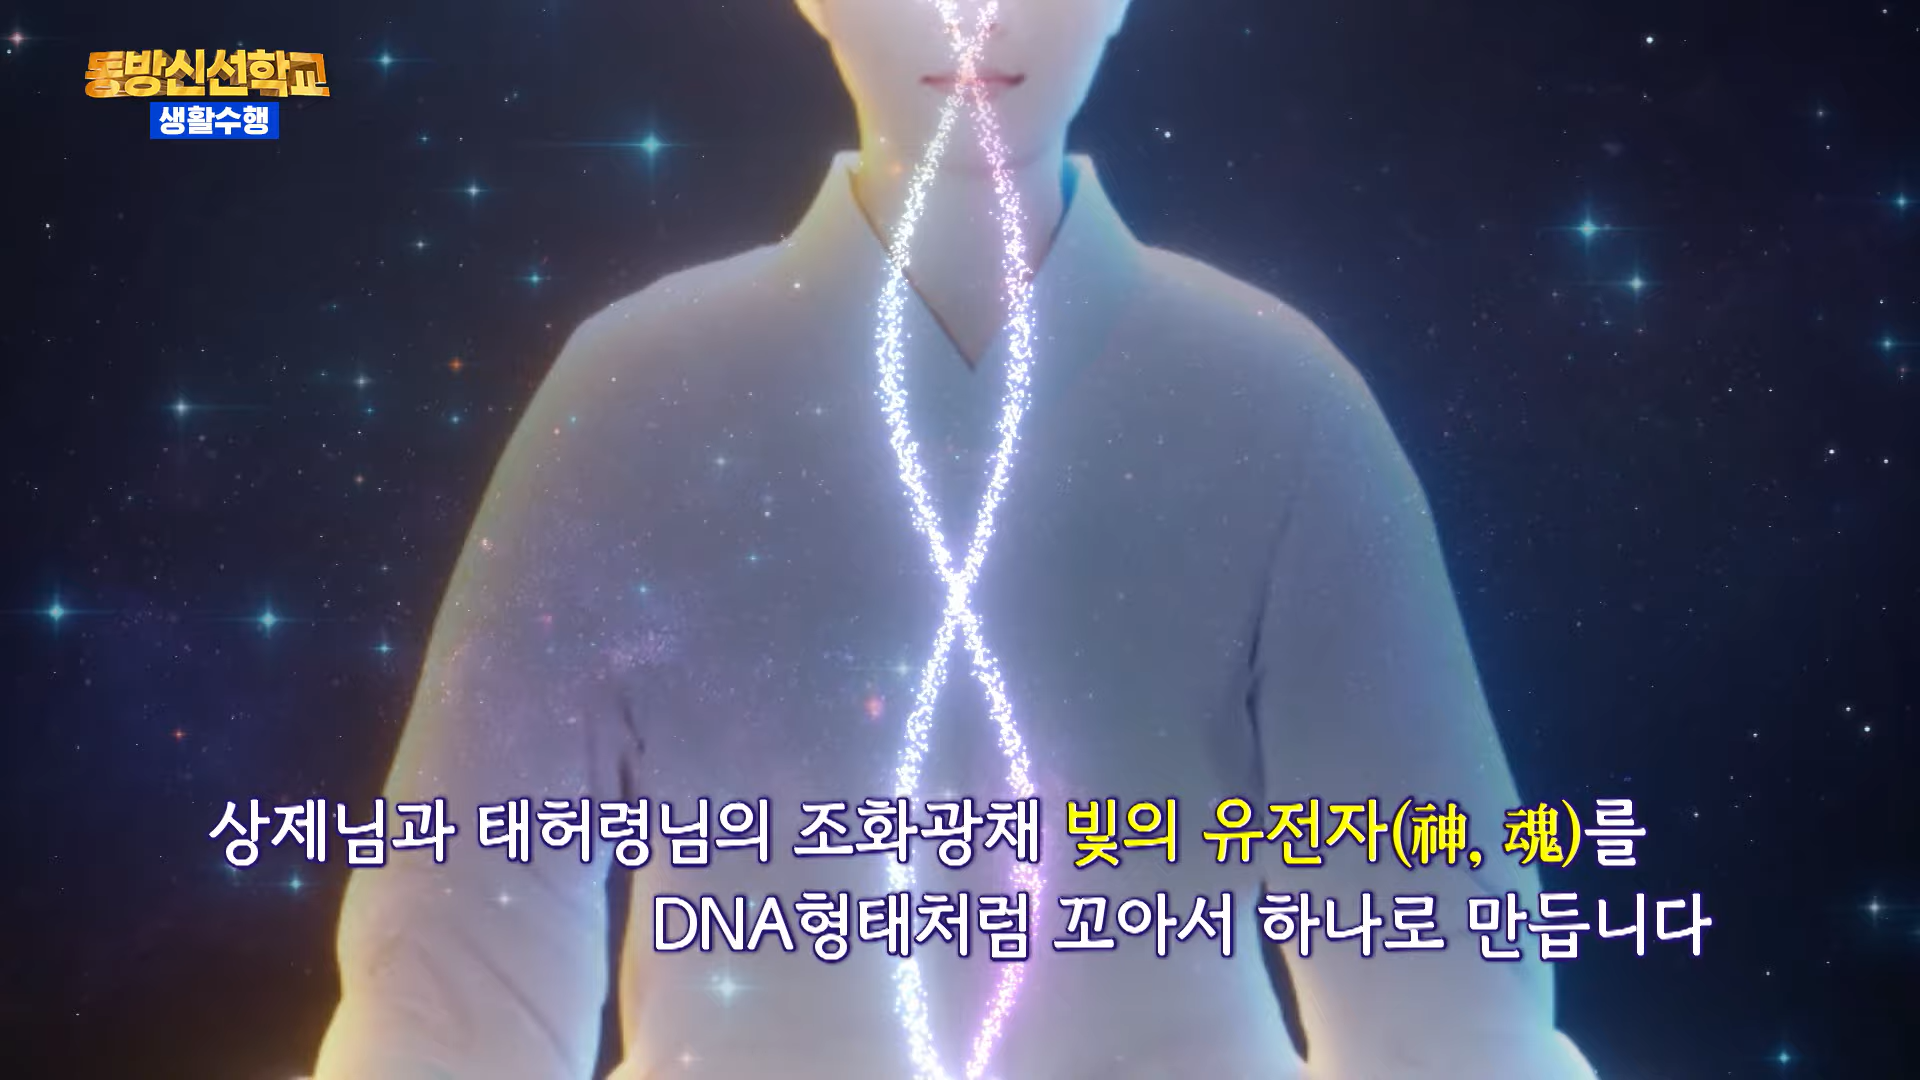 동방신선학교
생활수행
상제님과 태허령님의 조화광채 빛의 유전자(神, 魂)를
DNA형태처럼 꼬아서 하나로 만듭니다